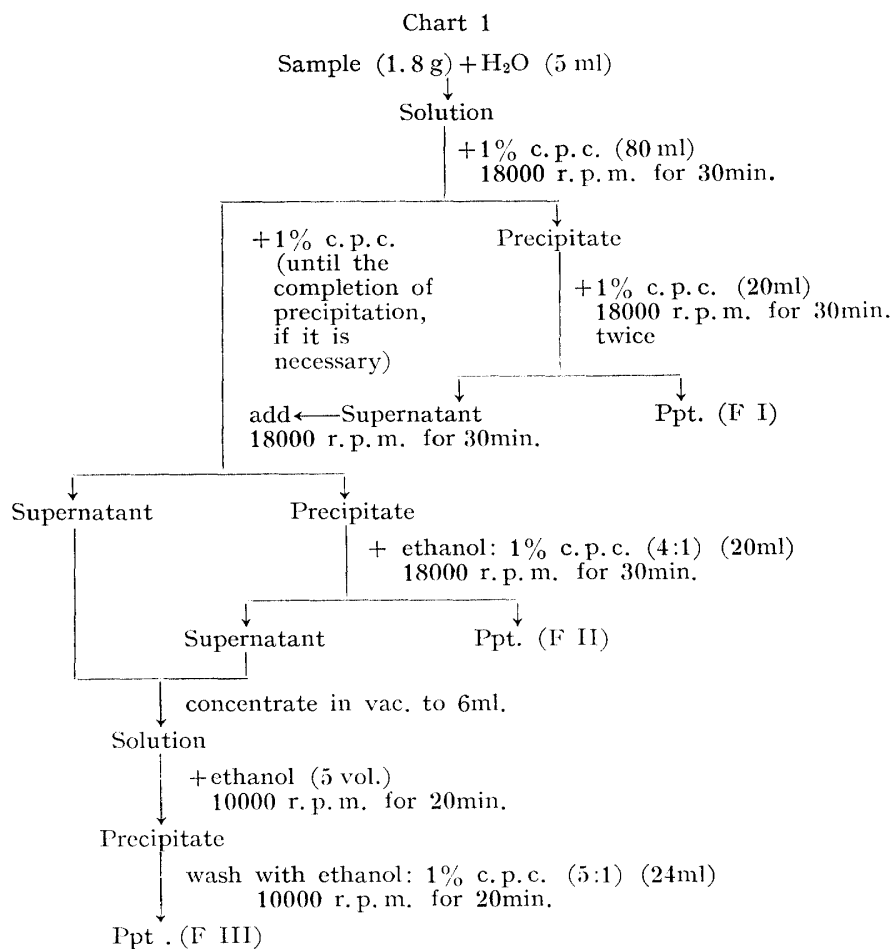 Chart 1
Sample (1.8 g) + H₂O (5 ml)
Solution
+1% c. p. c. (80 ml)
18000 r. p. m. for 30min.
+1% c. p. c.
(until the
completion of
precipitation,
if it is
necessary)
Precipitate
+1% c. p. c. (20ml)
18000 r. p. m. for 30min.
twice
add←Supernatant
18000 r. p. m. for 30min.
Ppt. (F I)
Supernatant
Precipitate
+ ethanol: 1% c. p. c. (4:1) (20ml)
18000 r. p. m. for 30min.
Supernatant
Ppt. (F II)
concentrate in vac. to 6ml.
Solution
+ethanol (5 vol.)
10000 r. p. m. for 20min.
Precipitate
wash with ethanol: 1% c. p. c. (5:1) (24ml)
10000 r. p. m. for 20min.
Ppt . (F III)